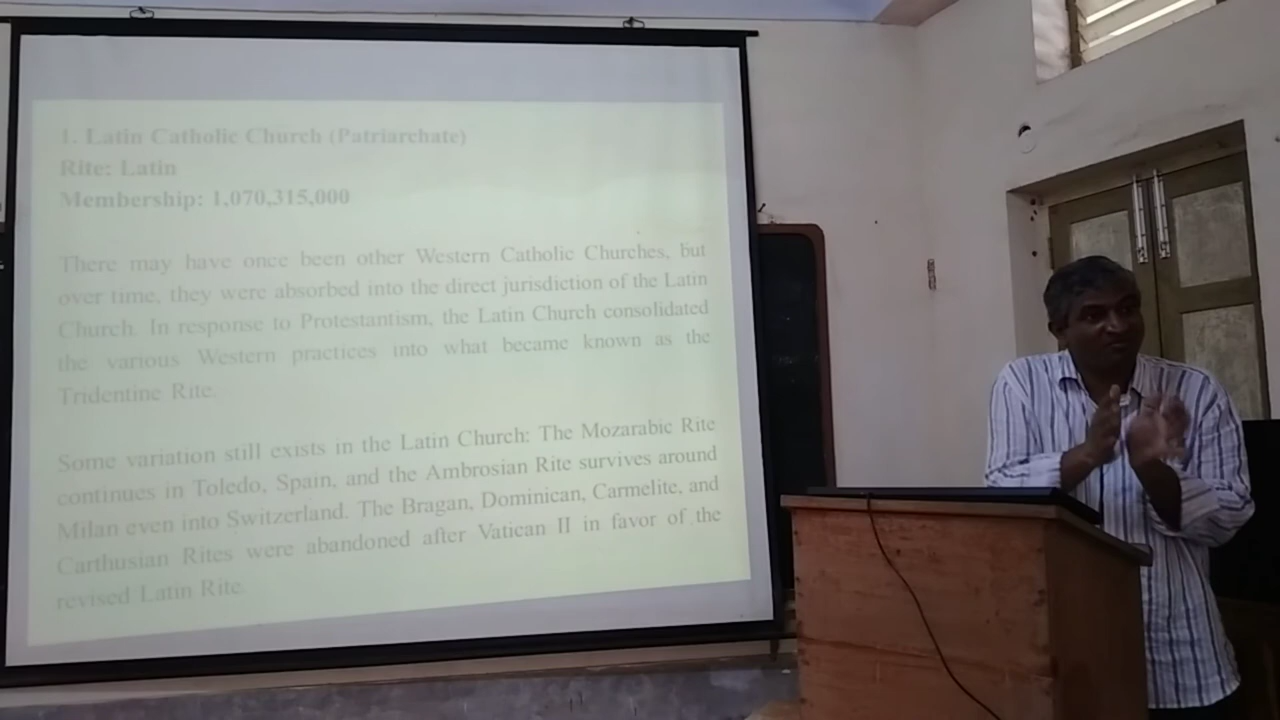 1. Latin Catholic Church (Patriarchate)
Rite: Latin
Membership: 1,070,315,000
There may have once been other Western Catholic Churches, but
over time, they were absorbed into the direct jurisdiction of the Latin
Church. In response to Protestantism, the Latin Church consolidated
the various Western practices into what became known as the
Tridentine Rite.
Some variation still exists in the Latin Church: The Mozarabic Rite
continues in Toledo, Spain, and the Ambrosian Rite survives around
Milan even into Switzerland. The Bragan, Dominican, Carmelite, and
Carthusian Rites were abandoned after Vatican II in favor of the
revised Latin Rite.